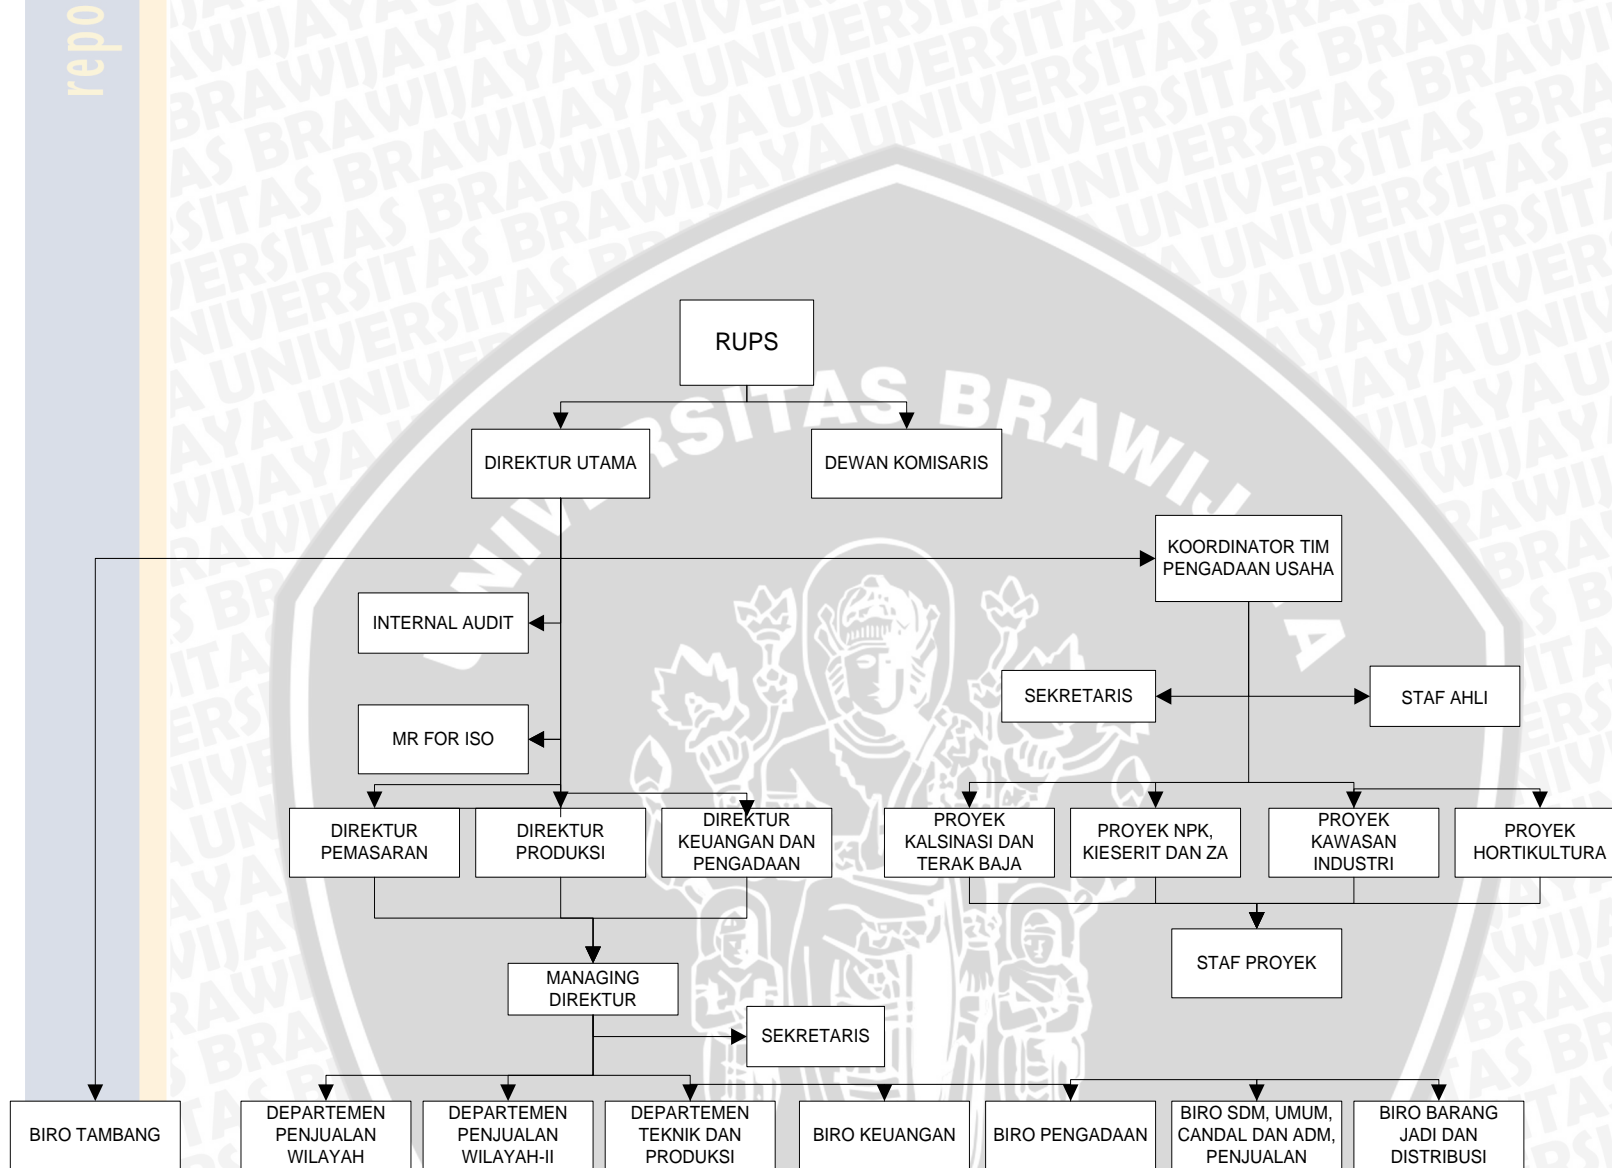 repo
UNIVERSITAS BRAWIJAYA
RUPS
DIREKTUR UTAMA
DEWAN KOMISARIS
KOORDINATOR TIM
PENGADAAN USAHA
INTERNAL AUDIT
SEKRETARIS
STAF AHLI
MR FOR ISO
DIREKTUR
PEMASARAN
DIREKTUR
PRODUKSI
DIREKTUR
KEUANGAN DAN
PENGADAAN
PROYEK
KALSINASI DAN
TERAK BAJA
PROYEK NPK,
KIESERIT DAN ZA
PROYEK
KAWASAN
INDUSTRI
PROYEK
HORTIKULTURA
STAF PROYEK
MANAGING
DIREKTUR
SEKRETARIS
BIRO TAMBANG
DEPARTEMEN
PENJUALAN
WILAYAH
DEPARTEMEN
PENJUALAN
WILAYAH-II
DEPARTEMEN
TEKNIK DAN
PRODUKSI
BIRO KEUANGAN
BIRO PENGADAAN
BIRO SDM, UMUM,
CANDAL DAN ADM,
PENJUALAN
BIRO BARANG
JADI DAN
DISTRIBUSI